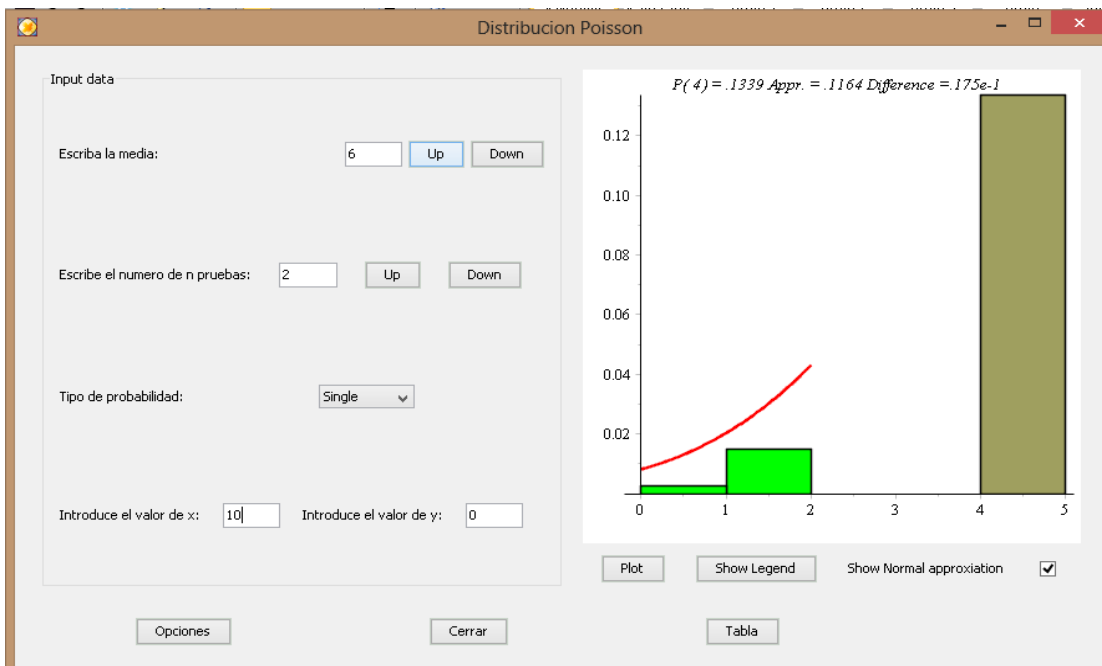 Distribucion Poisson
Input data
Escriba la media: 6 Up Down
Escribe el numero de n pruebas: 2 Up Down
Tipo de probabilidad: Single
Introduce el valor de x: 10 Introduce el valor de y: 0
Opciones Cerrar Tabla
P( 4) = .1339 Appr. = .1164 Difference =.175e-1
0.12
0.10
0.08
0.06
0.04
0.02
0 1 2 3 4 5
Plot Show Legend Show Normal approxiation